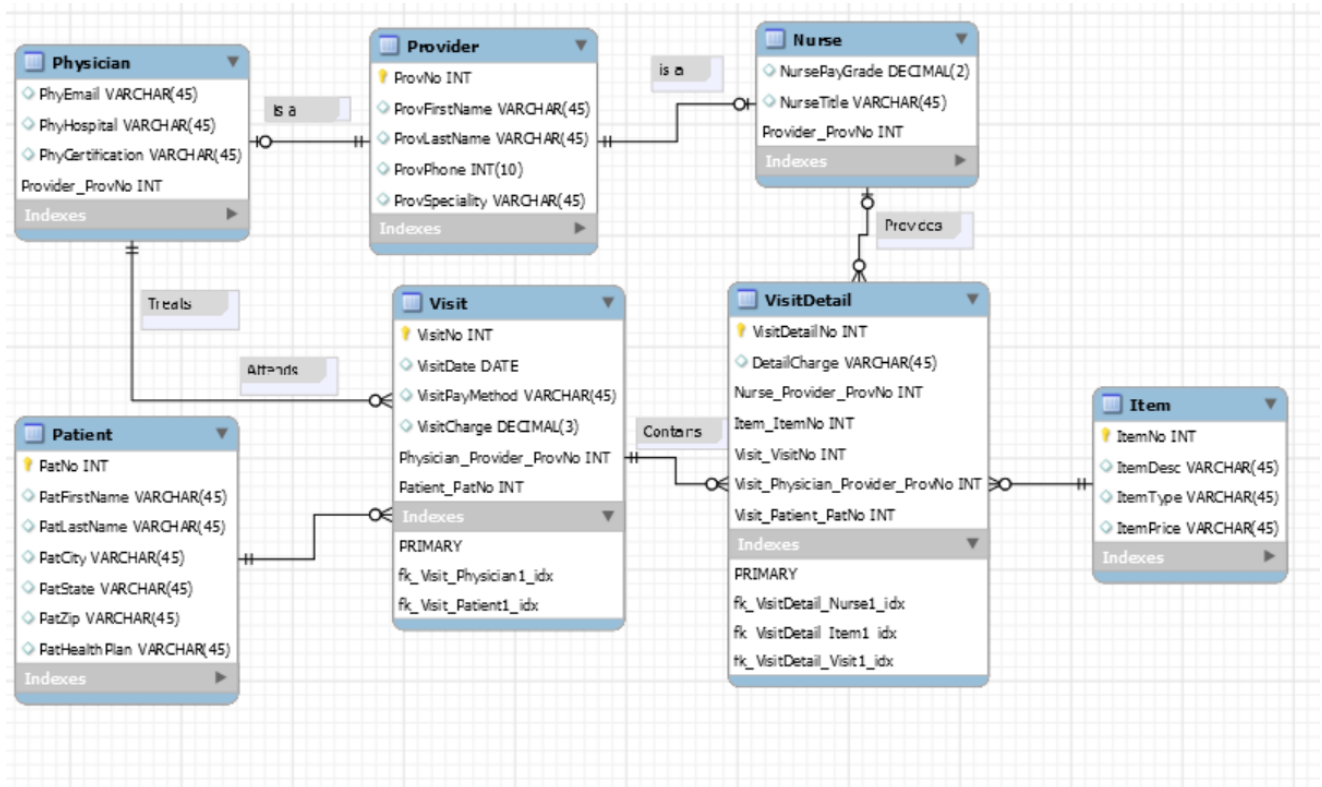 Physician
PhyEmail VARCHAR(45)
PhyHospital VARCHAR(45)
PhyCertification VARCHAR(45)
Provider_ProvNo INT
Indexes
is a
Provider
ProvNo INT
ProvFirstName VARCHAR(45)
ProvLastName VARCHAR(45)
ProvPhone INT(10)
ProvSpeciality VARCHAR(45)
Indexes
is a
Nurse
NursePayGrade DECIMAL(2)
NurseTitle VARCHAR(45)
Provider_ProvNo INT
Indexes
Provides
Treats
Attends
Visit
VisitNo INT
VisitDate DATE
VisitPayMethod VARCHAR(45)
VisitCharge DECIMAL(3)
Physician_Provider_ProvNo INT
Patient_PatNo INT
Indexes
PRIMARY
fk_Visit_Physician1_idx
fk_Visit_Patient1_idx
Contains
VisitDetail
VisitDetailNo INT
DetailCharge VARCHAR(45)
Nurse_Provider_ProvNo INT
Item_ItemNo INT
Visit_VisitNo INT
Visit_Physician_Provider_ProvNo INT
Visit_Patient_PatNo INT
Indexes
PRIMARY
fk_VisitDetail_Nurse1_idx
fk_VisitDetail_Item1_idx
fk_VisitDetail_Visit1_idx
Item
ItemNo INT
ItemDesc VARCHAR(45)
ItemType VARCHAR(45)
ItemPrice VARCHAR(45)
Indexes
Patient
PatNo INT
PatFirstName VARCHAR(45)
PatLastName VARCHAR(45)
PatCity VARCHAR(45)
PatState VARCHAR(45)
PatZip VARCHAR(45)
PatHealthPlan VARCHAR(45)
Indexes